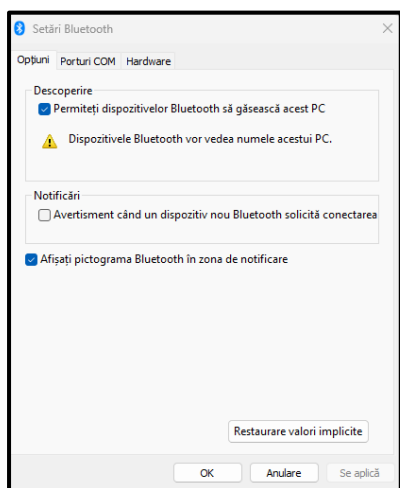 Setări Bluetooth
Opțiuni Porturi COM Hardware
Descoperire
Permiteți dispozitivelor Bluetooth să găsească acest PC
Dispozitivele Bluetooth vor vedea numele acestui PC.
Notificări
Avertisment când un dispozitiv nou Bluetooth solicită conectarea
Afișați pictograma Bluetooth în zona de notificare
Restaurare valori implicite
OK Anulare Se aplică